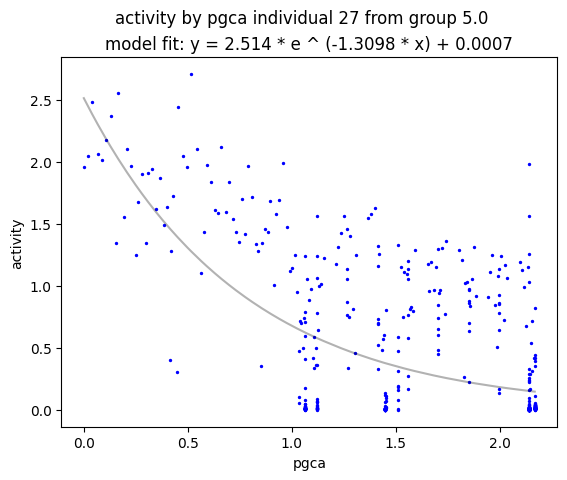 activity by pgca individual 27 from group 5.0
model fit: y = 2.514 * e ^ (-1.3098 * x) + 0.0007
activity
2.5
2.0
1.5
1.0
0.5
0.0
0.0 0.5 1.0 1.5 2.0
pgca